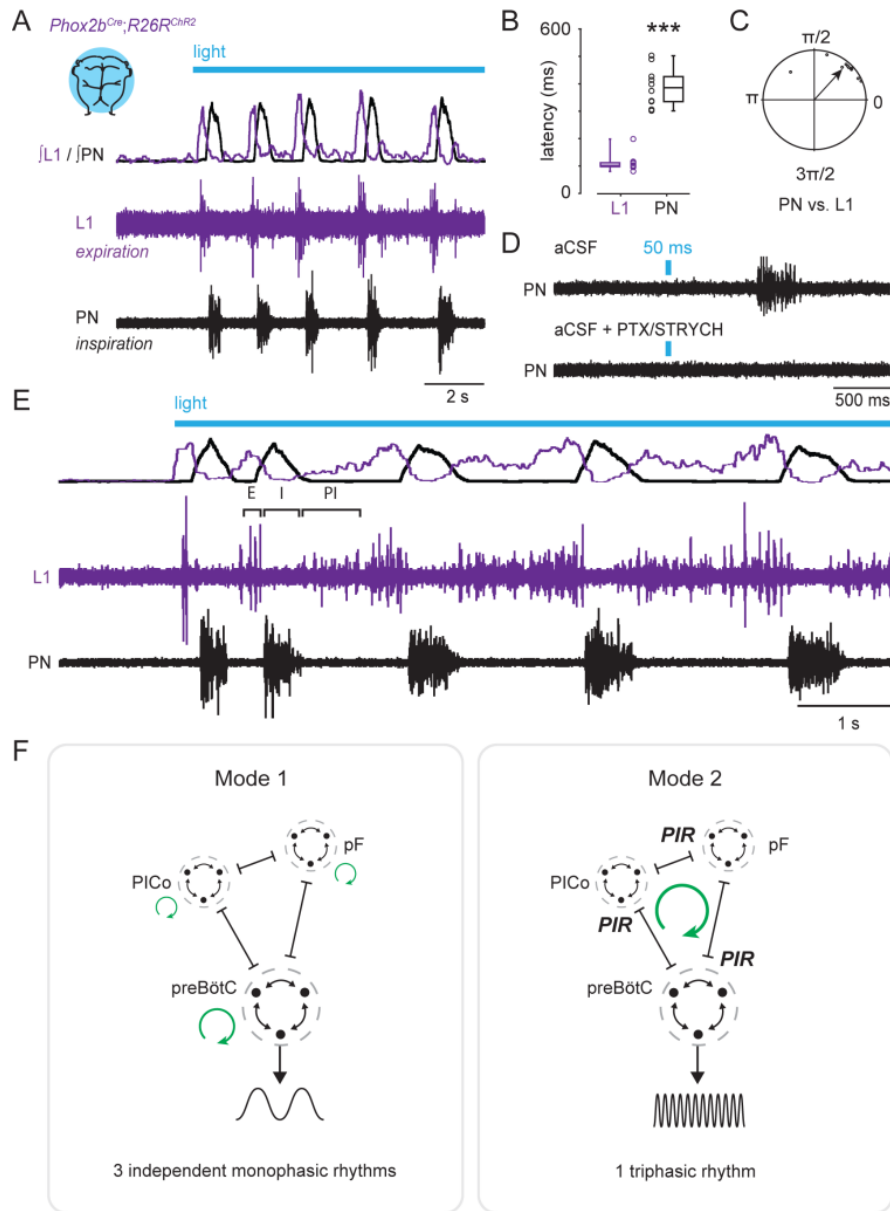 A
Phox2b^Cre;R26R^ChR2
light
∫L1 / ∫PN
L1
expiration
PN
inspiration
2 s
B
600
latency (ms)
0
***
L1 PN
C
π/2
π
0
3π/2
PN vs. L1
D
aCSF 50 ms
PN
aCSF + PTX/STRYCH
PN
500 ms
E
light
E I PI
L1
PN
1 s
F
Mode 1
PICo
pF
preBötC
3 independent monophasic rhythms
Mode 2
PIR
pF
PICo
PIR
PIR
preBötC
1 triphasic rhythm